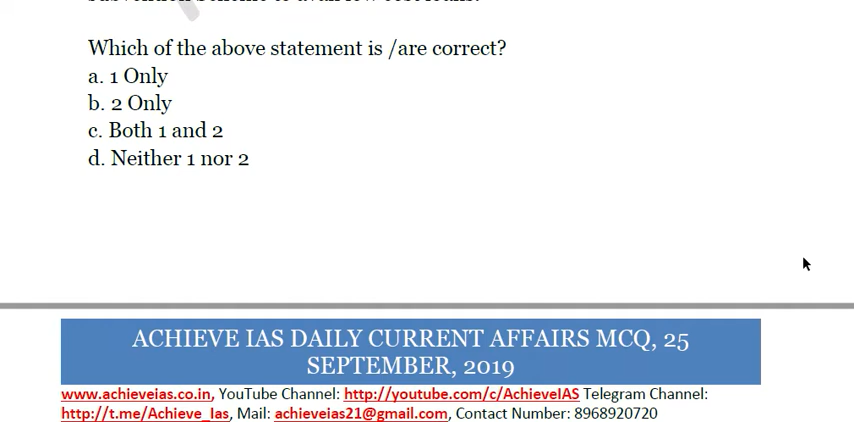 Which of the above statement is /are correct?
a. 1 Only
b. 2 Only
c. Both 1 and 2
d. Neither 1 nor 2
ACHIEVE IAS DAILY CURRENT AFFAIRS MCQ, 25
SEPTEMBER, 2019
www.achieveias.co.in, YouTube Channel: http://youtube.com/c/AchieveIAS Telegram Channel:
http://t.me/Achieve_Ias, Mail: achieveias21@gmail.com, Contact Number: 8968920720